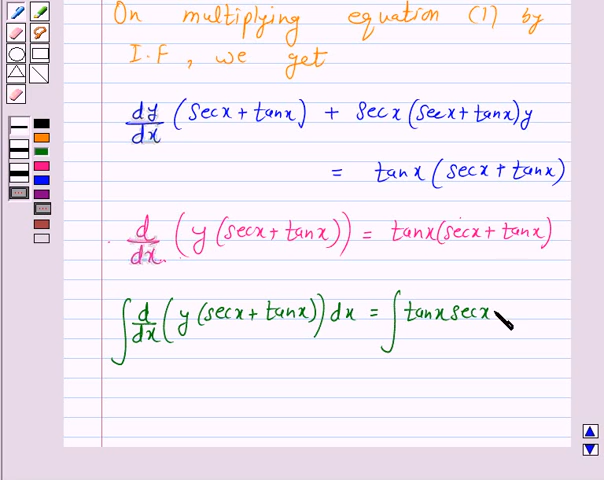 On multiplying equation (1) by
I.F, we get
dy/dx (secx + tanx) + secx (secx + tanx)y
= tanx (secx + tanx)
d/dx (y (secx + tanx)) = tanx(secx + tanx)
∫ d/dx (y (secx + tanx)) dx = ∫ tanx secx